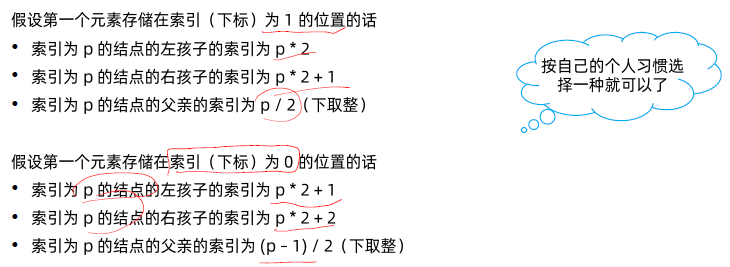 假设第一个元素存储在索引（下标）为 1 的位置的话
• 索引为 p 的结点的左孩子的索引为 p * 2
• 索引为 p 的结点的右孩子的索引为 p * 2 + 1
• 索引为 p 的结点的父亲的索引为 p / 2（下取整）
按自己的个人习惯选
择一种就可以了
假设第一个元素存储在索引（下标）为 0 的位置的话
• 索引为 p 的结点的左孩子的索引为 p * 2 + 1
• 索引为 p 的结点的右孩子的索引为 p * 2 + 2
• 索引为 p 的结点的父亲的索引为 (p – 1) / 2（下取整）